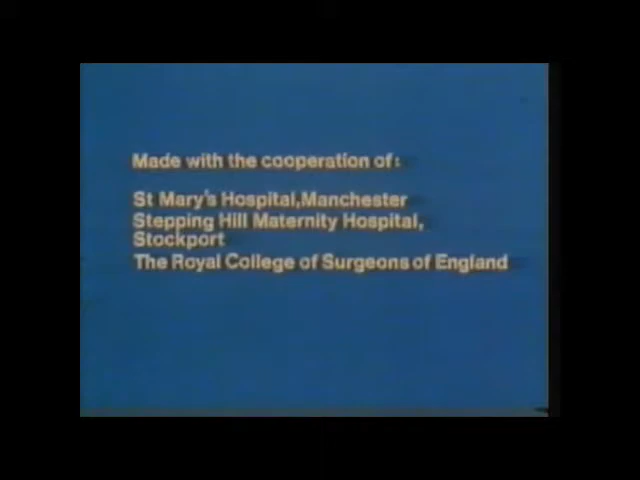 Made with the cooperation of:
St Mary's Hospital,Manchester
Stepping Hill Maternity Hospital,
Stockport
The Royal College of Surgeons of England